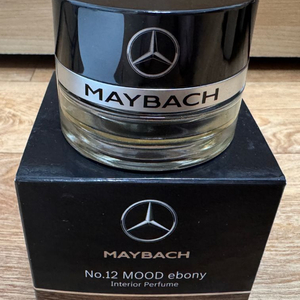 MAYBACH
MAYBACH
No.12 MOOD ebony
Interior Perfume